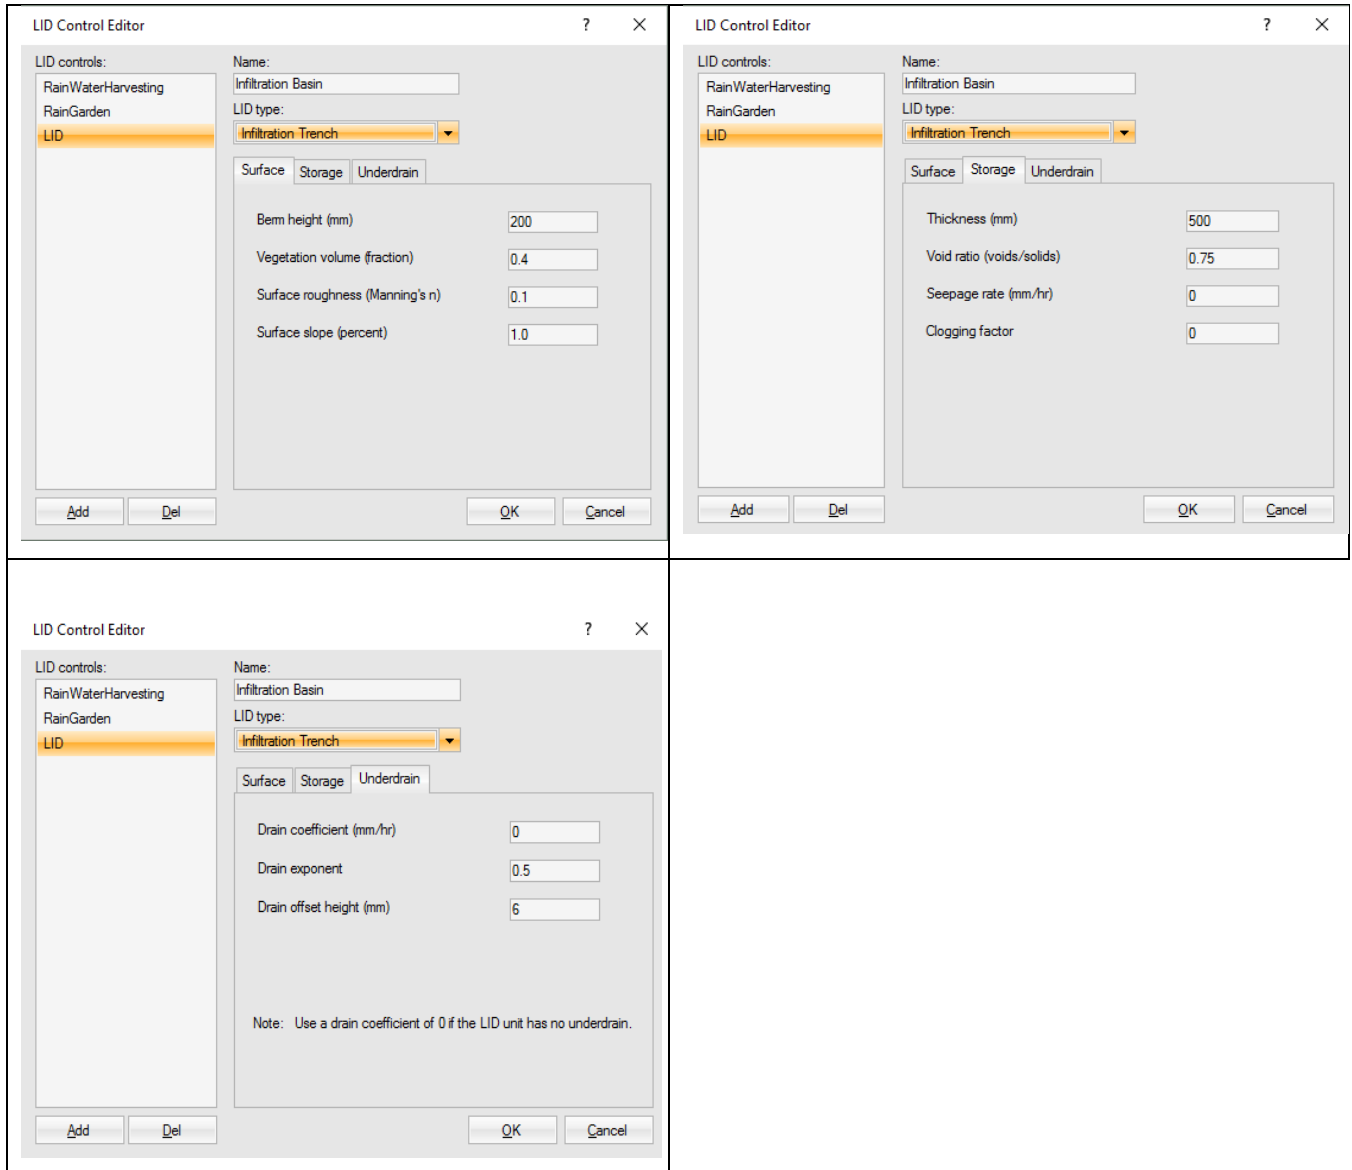 LID Control Editor ?
LID controls:
RainWaterHarvesting
RainGarden
LID
Name:
Infiltration Basin
LID type:
Infiltration Trench
Surface Storage Underdrain
Berm height (mm) 200
Vegetation volume (fraction) 0.4
Surface roughness (Manning's n) 0.1
Surface slope (percent) 1.0
Add Del OK Cancel
LID Control Editor ?
LID controls:
RainWaterHarvesting
RainGarden
LID
Name:
Infiltration Basin
LID type:
Infiltration Trench
Surface Storage Underdrain
Thickness (mm) 500
Void ratio (voids/solids) 0.75
Seepage rate (mm/hr) 0
Clogging factor 0
Add Del OK Cancel
LID Control Editor ?
LID controls:
RainWaterHarvesting
RainGarden
LID
Name:
Infiltration Basin
LID type:
Infiltration Trench
Surface Storage Underdrain
Drain coefficient (mm/hr) 0
Drain exponent 0.5
Drain offset height (mm) 6
Note: Use a drain coefficient of 0 if the LID unit has no underdrain.
Add Del OK Cancel